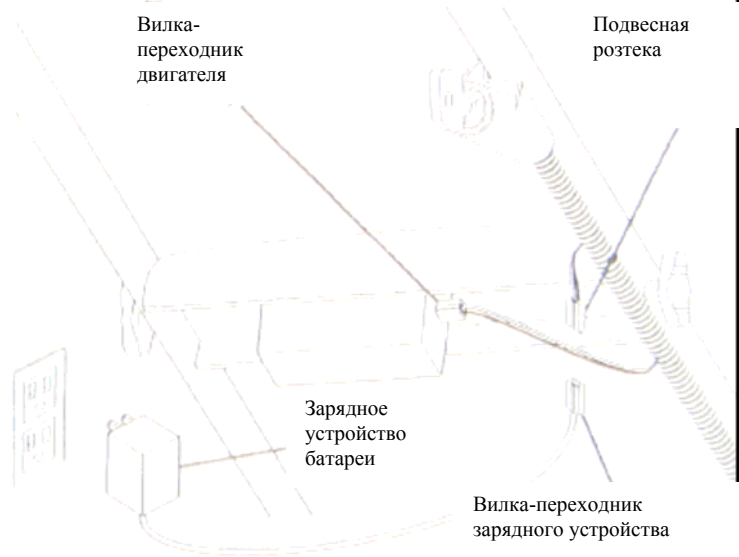 Вилка-
переходник
двигателя
Подвесная
розтека
Зарядное
устройство
батареи
Вилка-переходник
зарядного устройства